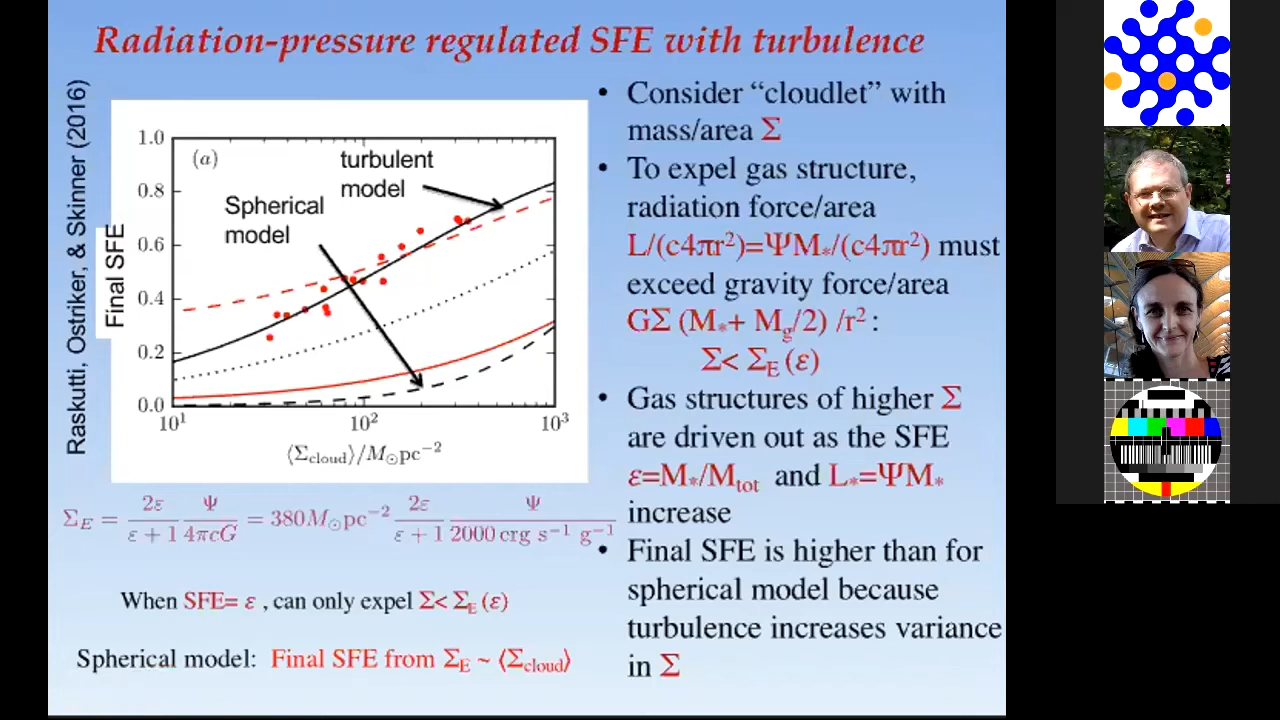 Radiation-pressure regulated SFE with turbulence
Raskutti, Ostriker, & Skinner (2016)
Final SFE
1.0
0.8
0.6
0.4
0.2
0.0
(a)
turbulent
model
Spherical
model
10¹
10²
10³
⟨Σcloud⟩/M☉pc⁻²
Σ_E = 2ε/(ε + 1) Ψ/(4πcG) = 380M☉pc⁻² 2ε/(ε + 1) Ψ/(2000 erg s⁻¹ g⁻¹)
When SFE= ε , can only expel Σ< Σ_E (ε)
Spherical model: Final SFE from Σ_E ~ ⟨Σcloud⟩
• Consider “cloudlet” with
mass/area Σ
• To expel gas structure,
radiation force/area
L/(c4πr²)=ΨM*/(c4πr²) must
exceed gravity force/area
GΣ (M*+ M_g/2) /r² :
Σ< Σ_E (ε)
• Gas structures of higher Σ
are driven out as the SFE
ε=M*/M_tot and L*=ΨM*
increase
• Final SFE is higher than for
spherical model because
turbulence increases variance
in Σ